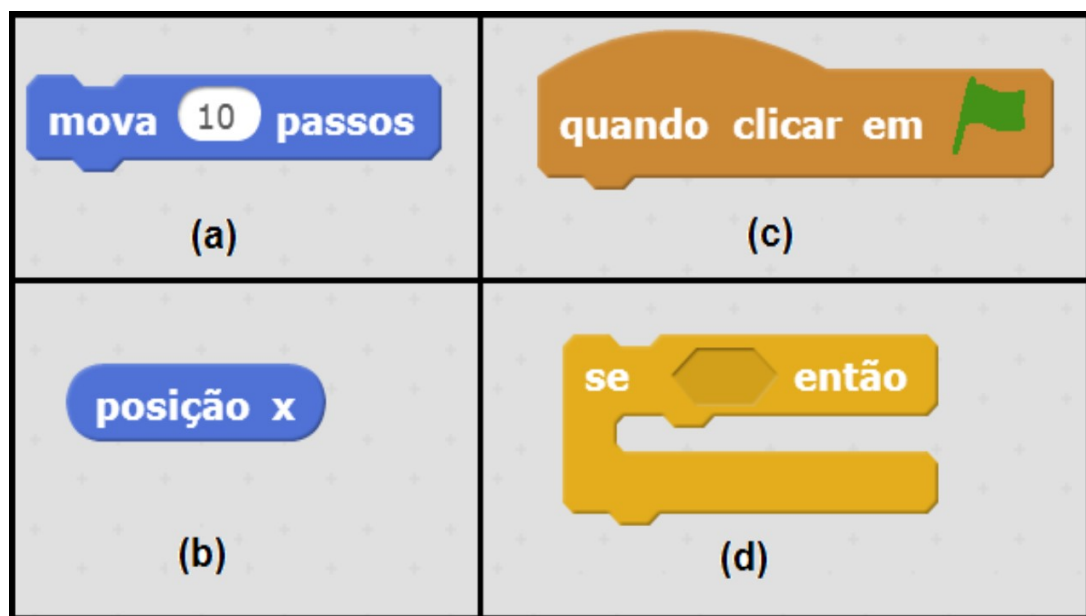 mova 10 passos
(a)
quando clicar em
(c)
posição x
(b)
se então
(d)